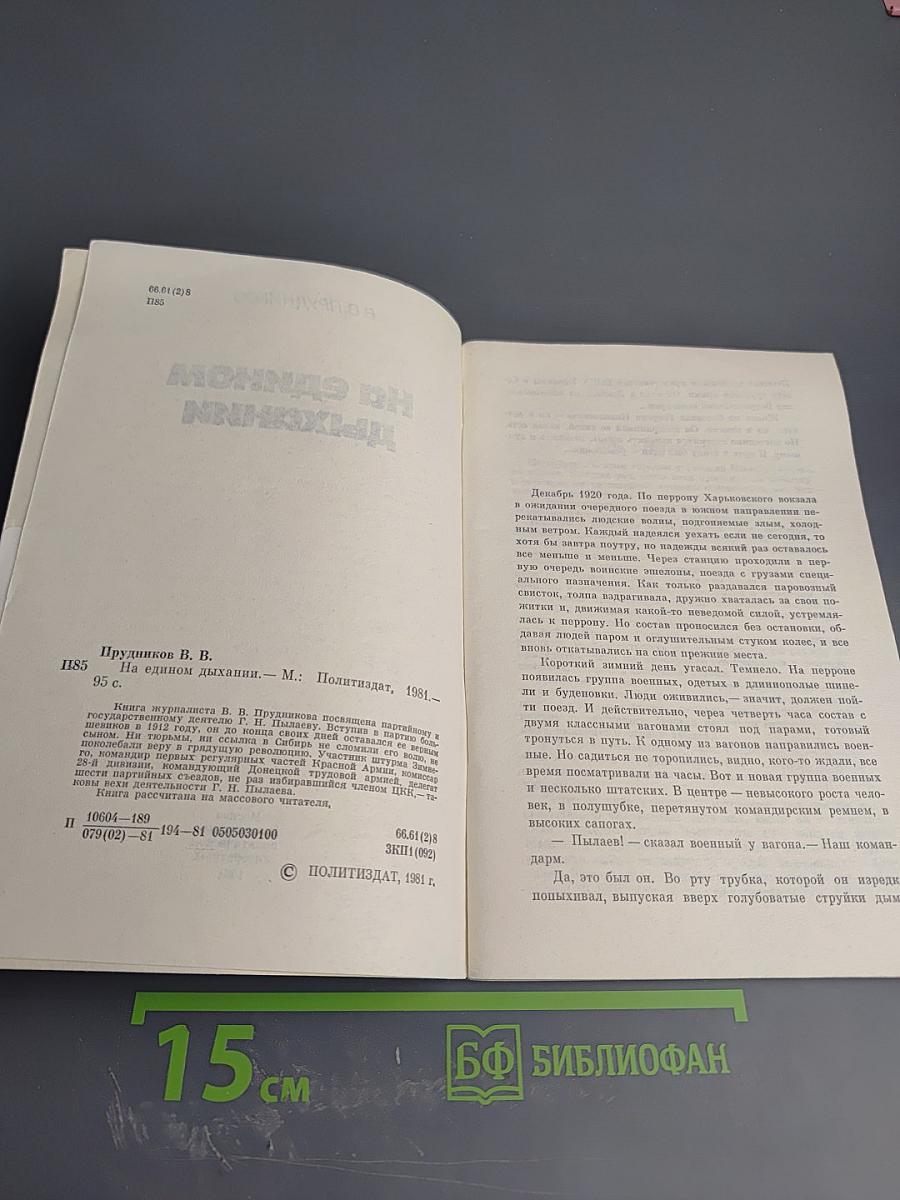 66.61(2)8
П85
Прудников В. В.
П85 На едином дыхании.— М.: Политиздат, 1981.—
95 с.
Книга журналиста В. В. Прудникова посвящена партийному и
государственному деятелю Г. Н. Пылаеву. Вступив в партию боль-
шевиков в 1912 году, он до конца своих дней оставался ее верным
сыном. Ни тюрьмы, ни ссылка в Сибирь не сломили его волю, не
поколебали веру в грядущую революцию. Участник штурма Зимне-
го, командир первых регулярных частей Красной Армии, комиссар
28-й дивизии, командующий Донецкой трудовой армией, делегат
шести партийных съездов, не раз избиравшийся членом ЦКК,—та-
ковы вехи деятельности Г. Н. Пылаева.
Книга рассчитана на массового читателя,
П 10604—189
079(02)—81 194—81 0505030100
66.61(2)8
3КП1(092)
© ПОЛИТИЗДАТ, 1981 г.
Декабрь 1920 года. По перрону Харьковского вокзала
в ожидании очередного поезда в южном направлении пе-
рекатывались людские волны, подгоняемые злым, холод-
ным ветром. Каждый надеялся уехать если не сегодня, то
хотя бы завтра поутру, но надежды всякий раз оставалось
все меньше и меньше. Через станцию проходили в пер-
вую очередь воинские эшелоны, поезда с грузами специ-
ального назначения. Как только раздавался паровозный
свисток, толпа вздрагивала, дружно хваталась за свои по-
житки и, движимая какой-то неведомой силой, устремля-
лась к перрону. Но состав проносился без остановки, об-
давая людей паром и оглушительным стуком колес, и все
вновь откатывались на свои прежние места.
Короткий зимний день угасал. Темнело. На перроне
появилась группа военных, одетых в длиннополые шине-
ли и буденовки. Люди оживились,— значит, должен пой-
ти поезд. И действительно, через четверть часа состав с
двумя классными вагонами стоял под парами, готовый
тронуться в путь. К одному из вагонов направились воен-
ные. Но садиться не торопились, видно, кого-то ждали, все
время посматривали на часы. Вот и новая группа военных
и несколько штатских. В центре — невысокого роста чело-
век, в полушубке, перетянутом командирским ремнем, в
высоких сапогах.
— Пылаев! — сказал военный у вагона.— Наш коман-
дарм.
Да, это был он. Во рту трубка, которой он изредк
попыхивал, выпуская вверх голубоватые струйки дым
15 см
БФ БИБЛИОФАН